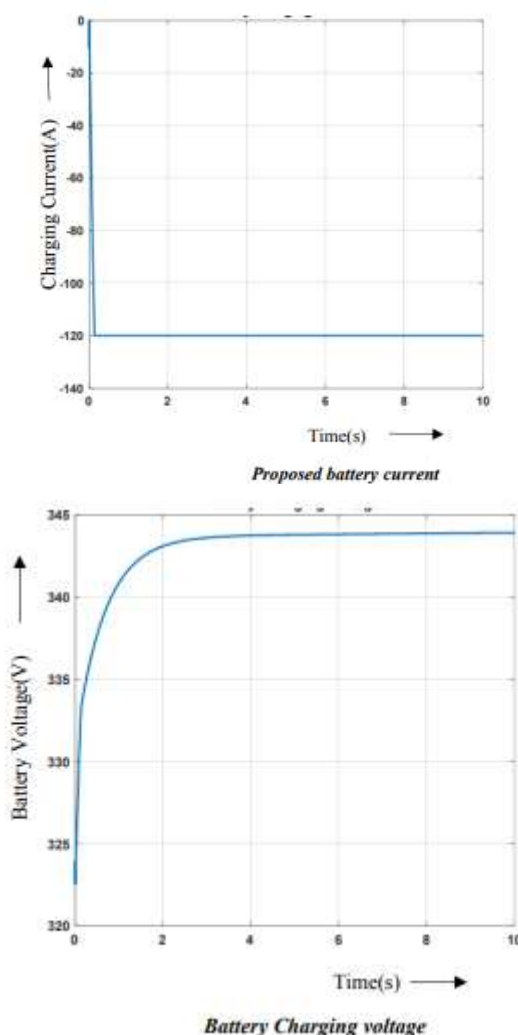 0
-20
-40
-60
-80
-100
-120
-140
Charging Current(A)
0 2 4 6 8 10
Time(s)
Proposed battery current
345
340
335
330
325
320
Battery Voltage(V)
0 2 4 6 8 10
Time(s)
Battery Charging voltage